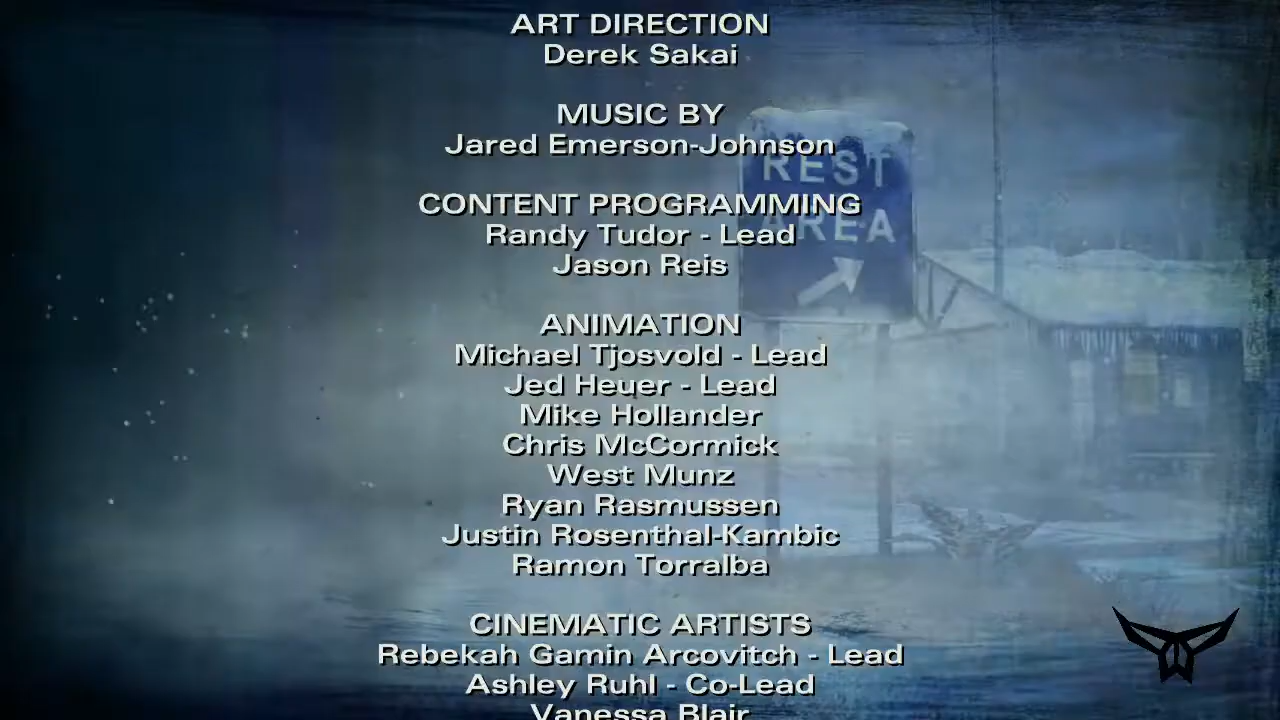 ART DIRECTION
Derek Sakai
MUSIC BY
Jared Emerson-Johnson
REST
AREA
CONTENT PROGRAMMING
Randy Tudor - Lead
Jason Reis
ANIMATION
Michael Tjosvold - Lead
Jed Heuer - Lead
Mike Hollander
Chris McCormick
West Munz
Ryan Rasmussen
Justin Rosenthal-Kambic
Ramon Torralba
CINEMATIC ARTISTS
Rebekah Gamin Arcovitch - Lead
Ashley Ruhl - Co-Lead
Vanessa Blair